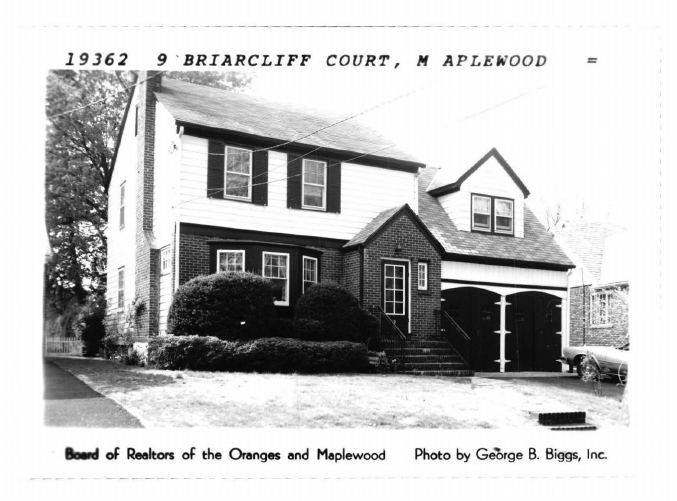 19362 9 BRIARCLIFF COURT, M APLEWOOD =
Board of Realtors of the Oranges and Maplewood Photo by George B. Biggs, Inc.